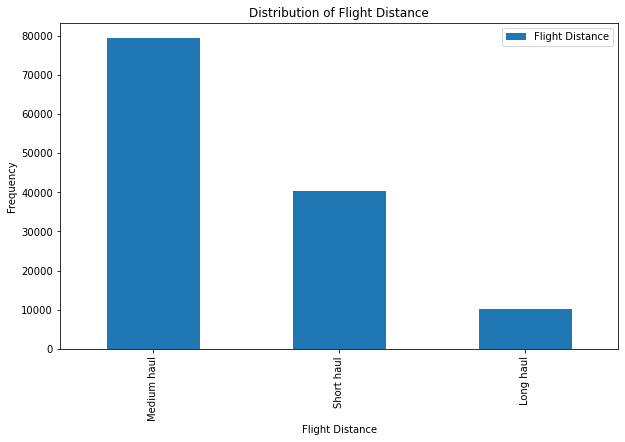 Distribution of Flight Distance
Flight Distance
80000
70000
60000
50000
40000
30000
20000
10000
0
Frequency
Medium haul
Short haul
Long haul
Flight Distance